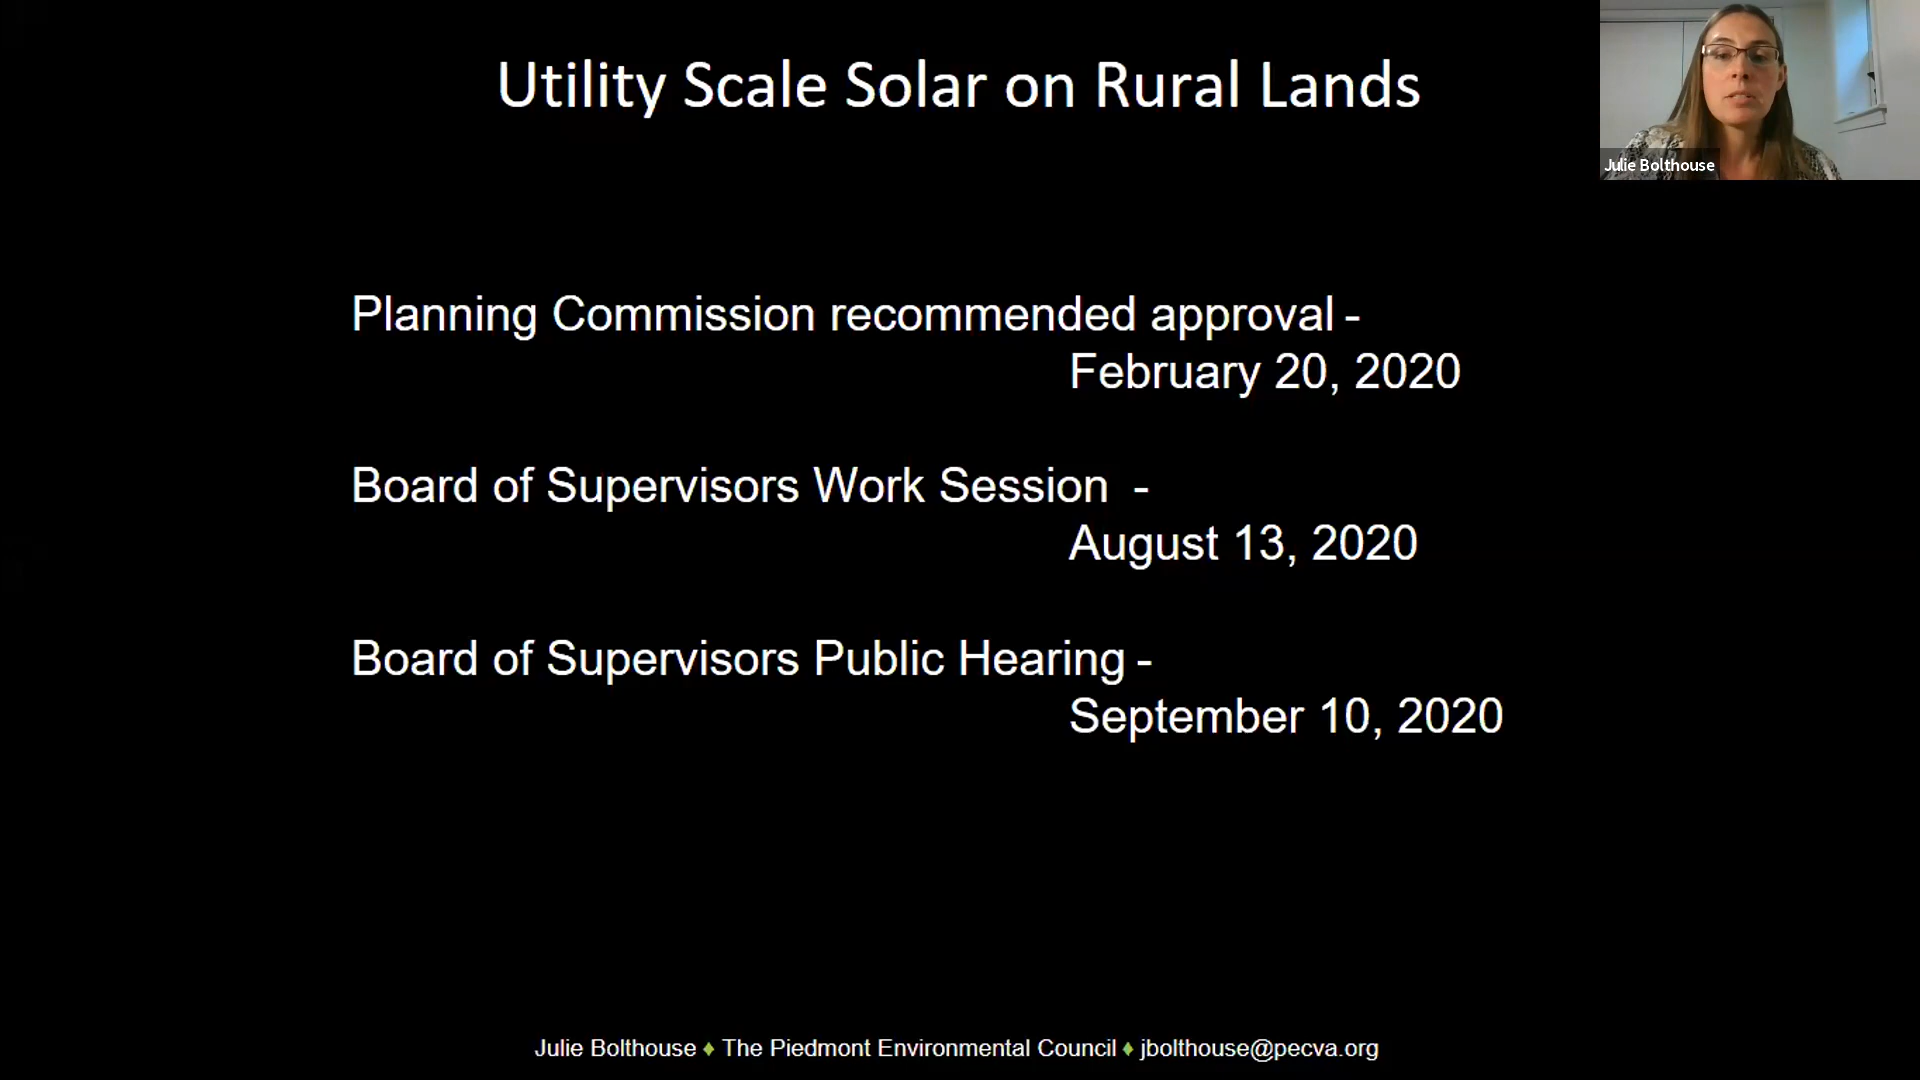 Utility Scale Solar on Rural Lands
Julie Bolthouse
Planning Commission recommended approval -
February 20, 2020
Board of Supervisors Work Session -
August 13, 2020
Board of Supervisors Public Hearing -
September 10, 2020
Julie Bolthouse ♦ The Piedmont Environmental Council ♦ jbolthouse@pecva.org